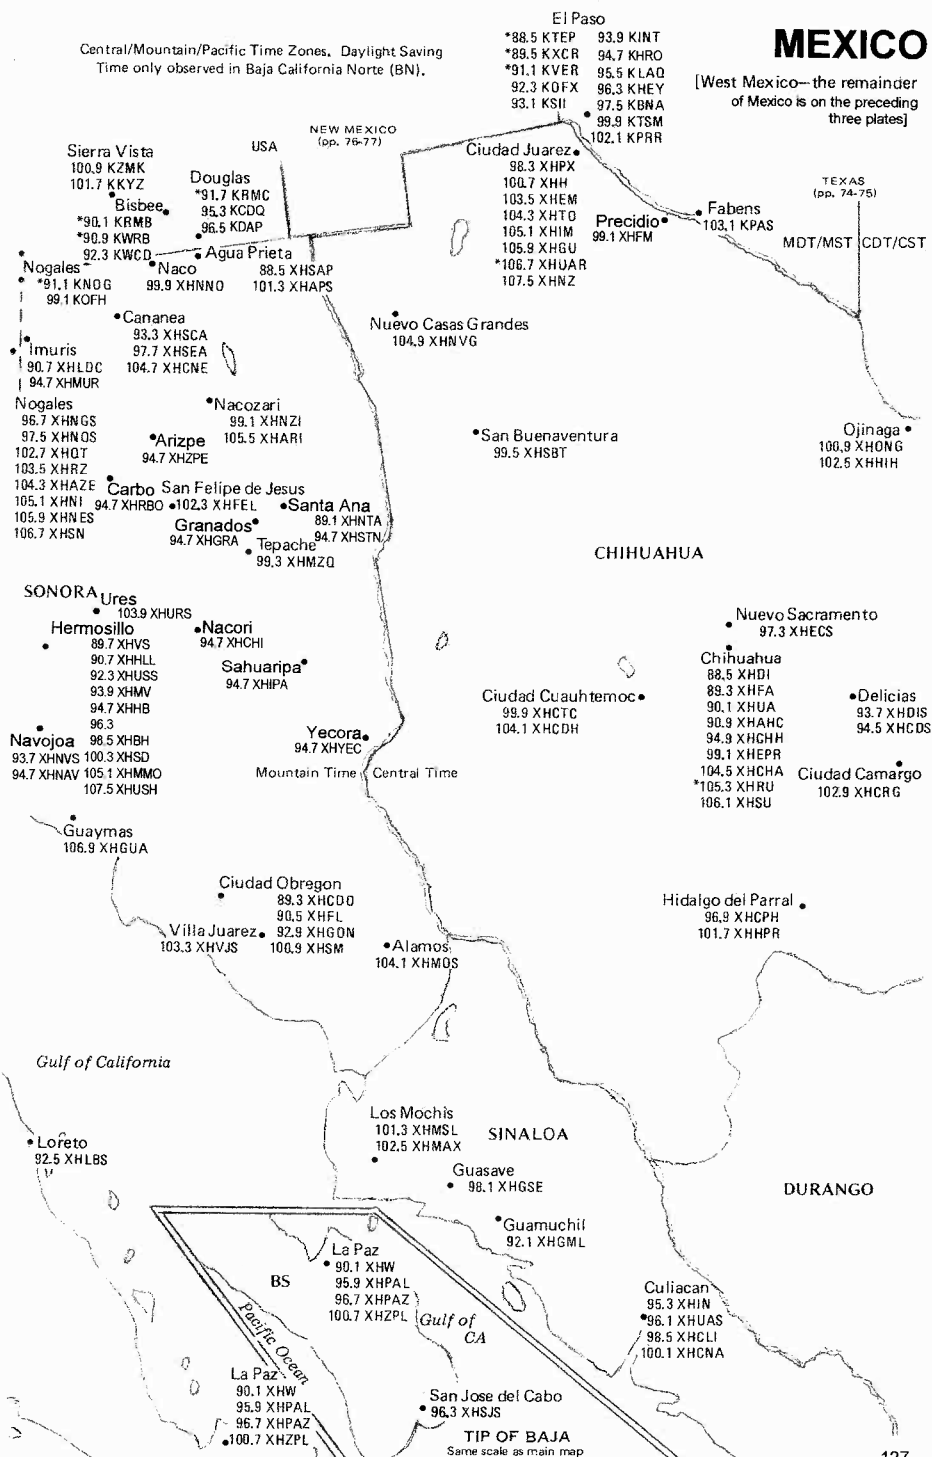 El Paso
*88.5 KTEP
*89.5 KXCR
*91.1 KVER
92.3 KOFX
93.1 KSII
93.9 KINT
94.7 KHRO
95.5 KLAQ
96.3 KHEY
97.5 KBNA
99.9 KTSM
102.1 KPRR
MEXICO
[West Mexico—the remainder
of Mexico is on the preceding
three plates]
Central/Mountain/Pacific Time Zones. Daylight Saving
Time only observed in Baja California Norte (BN).
USA
NEW MEXICO
(pp. 76-77)
Sierra Vista
100.9 KZMK
101.7 KKYZ
Bisbee
*90.1 KRMB
*90.9 KWRB
92.3 KWCD
Douglas
*91.7 KRMC
95.3 KCDQ
96.5 KDAP
Agua Prieta
88.5 XHSAP
101.3 XHAPS
Ciudad Juarez
98.3 XHPX
100.7 XHH
103.5 XHEM
104.3 XHTO
105.1 XHIM
105.9 XHGU
*106.7 XHUAR
107.5 XHNZ
Precidio
99.1 XHFM
Fabens
103.1 KPAS
TEXAS
(pp. 74-75)
MDT/MST
CDT/CST
Nogales
*91.1 KNOG
99.1 KOFH
Naco
99.9 XHNNO
Cananea
93.3 XHSCA
97.7 XHSEA
104.7 XHCNE
Nuevo Casas Grandes
104.9 XHNVG
Imuris
90.7 XHLDC
94.7 XHMUR
Nogales
96.7 XHNGS
97.5 XHNOS
102.7 XHQT
103.5 XHRZ
104.3 XHAZE
105.1 XHNI
105.9 XHNES
106.7 XHSN
Nacozari
99.1 XHNZI
105.5 XHARI
Arizpe
94.7 XHZPE
San Buenaventura
99.5 XHSBT
Ojinaga
100.9 XHONG
102.5 XHHIH
Carbo
94.7 XHRBO
San Felipe de Jesus
102.3 XHFEL
Santa Ana
89.1 XHNTA
94.7 XHSTN
Granados
94.7 XHGRA
Tepache
99.3 XHMZQ
CHIHUAHUA
SONORA
Ures
103.9 XHURS
Hermosillo
89.7 XHVS
90.7 XHHLL
92.3 XHUSS
93.9 XHMV
94.7 XHHB
96.3
98.5 XHBH
100.3 XHSD
105.1 XHMMO
107.5 XHUSH
Nacori
94.7 XHCHI
Sahuaripa
94.7 XHIPA
Nuevo Sacramento
97.3 XHECS
Chihuahua
88.5 XHDI
89.3 XHFA
90.1 XHUA
90.9 XHAHC
94.9 XHCHH
99.1 XHEPR
104.5 XHCHA
*105.3 XHRU
106.1 XHSU
Ciudad Cuauhtemoc
99.9 XHCTC
104.1 XHCDH
Delicias
93.7 XHDIS
94.5 XHCDS
Navojoa
93.7 XHNVS
94.7 XHNAV
Yecora
94.7 XHYEC
Mountain Time
Central Time
Ciudad Camargo
102.9 XHCRG
Guaymas
106.9 XHGUA
Ciudad Obregon
89.3 XHCDO
90.5 XHFL
92.9 XHGON
100.9 XHSM
Villa Juarez
103.3 XHVJS
Alamos
104.1 XHMOS
Hidalgo del Parral
96.9 XHCPH
101.7 XHHPR
Gulf of California
Los Mochis
101.3 XHMSL
102.5 XHMAX
SINALOA
Loreto
92.5 XHLBS
Guasave
98.1 XHGSE
DURANGO
Guamuchil
92.1 XHGML
La Paz
90.1 XHW
95.9 XHPAL
96.7 XHPAZ
100.7 XHZPL
BS
Pacific Ocean
Gulf of
CA
Culiacan
95.3 XHIN
96.1 XHUAS
98.5 XHCLI
100.1 XHCNA
La Paz
90.1 XHW
95.9 XHPAL
96.7 XHPAZ
100.7 XHZPL
San Jose del Cabo
96.3 XHSJS
TIP OF BAJA
Same scale as main map
127